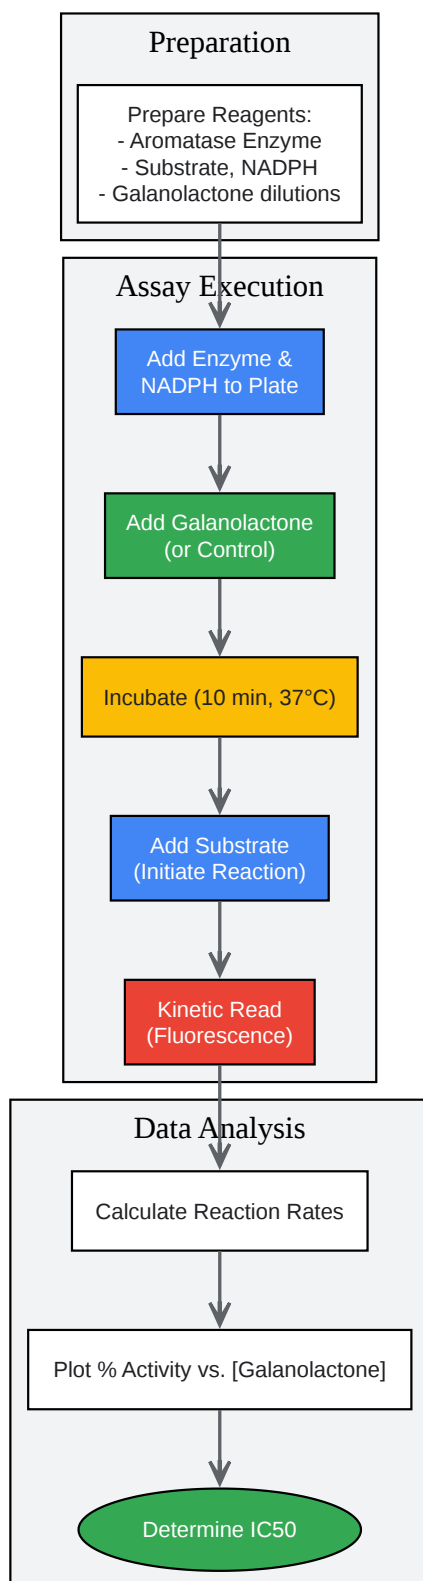 Preparation
Prepare Reagents:
- Aromatase Enzyme
- Substrate, NADPH
- Galanolactone dilutions
Assay Execution
Add Enzyme &
NADPH to Plate
Add Galanolactone
(or Control)
Incubate (10 min, 37°C)
Add Substrate
(Initiate Reaction)
Kinetic Read
(Fluorescence)
Data Analysis
Calculate Reaction Rates
Plot % Activity vs. [Galanolactone]
Determine IC50